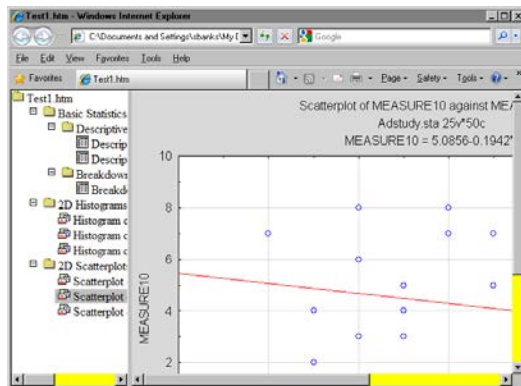 Test1.htm - Windows Internet Explorer
C:\Documents and Settings\sbanks\My D
Google
File Edit View Favorites Tools Help
Favorites Test1.htm
Page Safety Tools
Test1.htm
Basic Statistics
Descriptive
Descrip
Descrip
Breakdown
Breakd
2D Histograms
Histogram c
Histogram c
Histogram c
2D Scatterplot
Scatterplot
Scatterplot
Scatterplot
Scatterplot of MEASURE10 against MEA
Adstudy.sta 25v*50c
MEASURE10 = 5.0856-0.1942*
MEASURE10
10
8
6
4
2